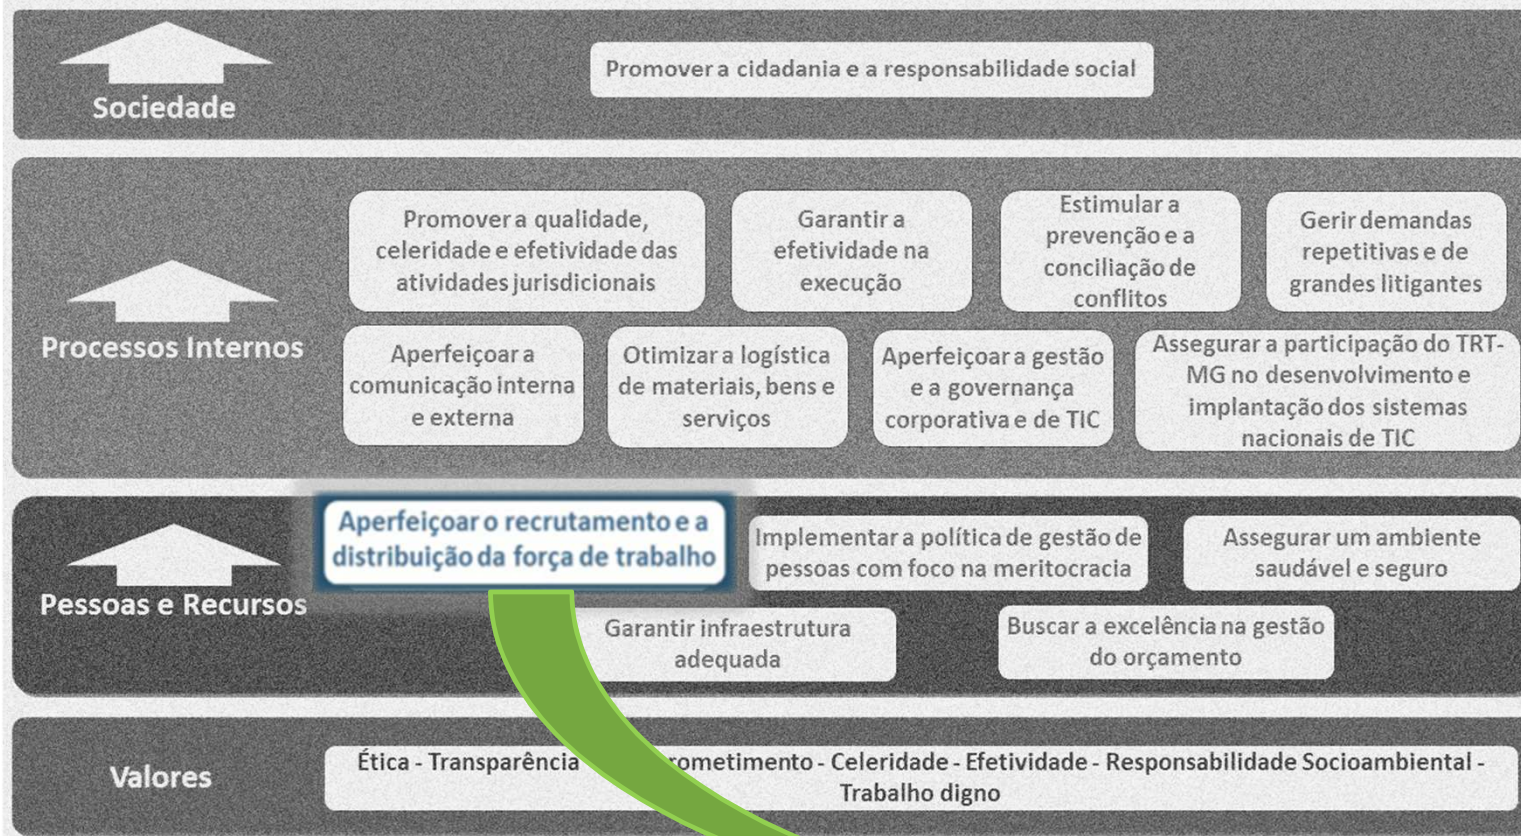 Sociedade
Promover a cidadania e a responsabilidade social
Processos Internos
Promover a qualidade,
celeridade e efetividade das
atividades jurisdicionais
Garantir a
efetividade na
execução
Estimular a
prevenção e a
conciliação de
conflitos
Gerir demandas
repetitivas e de
grandes litigantes
Aperfeiçoar a
comunicação interna
e externa
Otimizar a logística
de materiais, bens e
serviços
Aperfeiçoar a gestão
e a governança
corporativa e de TIC
Assegurar a participação do TRT-
MG no desenvolvimento e
implantação dos sistemas
nacionais de TIC
Pessoas e Recursos
Aperfeiçoar o recrutamento e a
distribuição da força de trabalho
Implementar a política de gestão de
pessoas com foco na meritocracia
Assegurar um ambiente
saudável e seguro
Garantir infraestrutura
adequada
Buscar a excelência na gestão
do orçamento
Valores
Ética - Transparência rometimento - Celeridade - Efetividade - Responsabilidade Socioambiental -
Trabalho digno